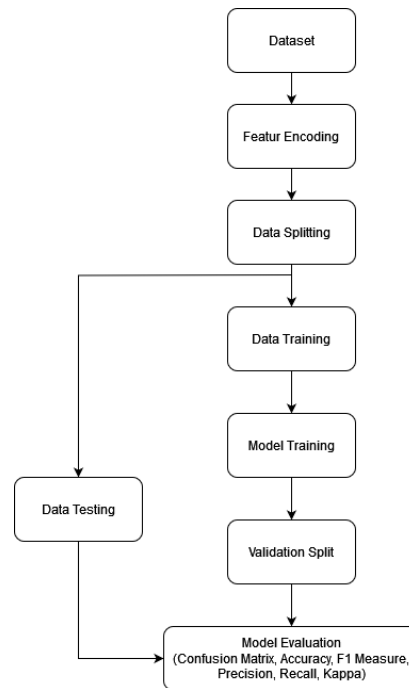 Dataset
Featur Encoding
Data Splitting
Data Training
Model Training
Data Testing
Validation Split
Model Evaluation
(Confusion Matrix, Accuracy, F1 Measure,
Precision, Recall, Kappa)